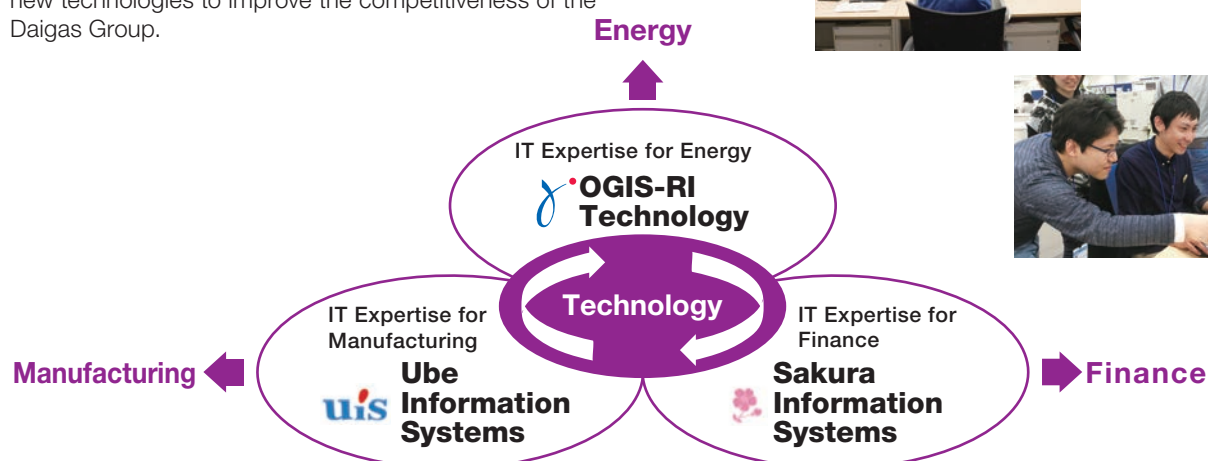 new technologies to improve the competitiveness of the
Daigas Group.
Energy
IT Expertise for Energy
OGIS-RI
Technology
Technology
IT Expertise for
Manufacturing
Ube
Information
Systems
uis
IT Expertise for
Finance
Sakura
Information
Systems
Manufacturing
Finance